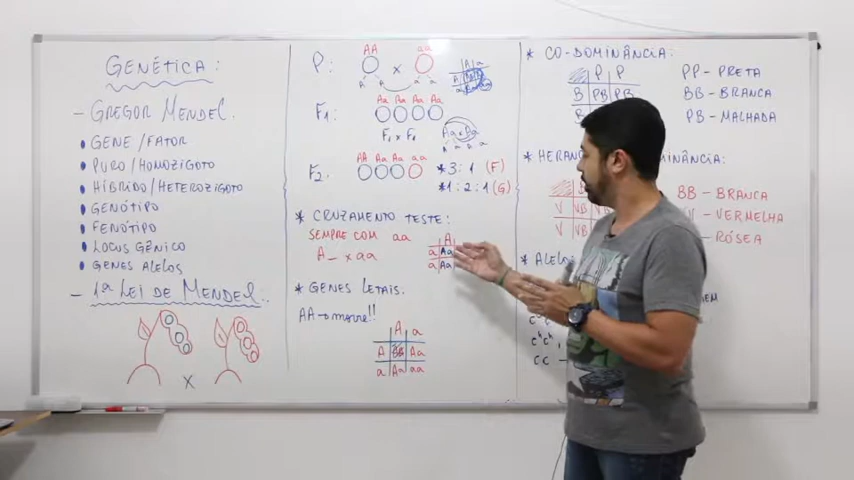 GENÉTICA:
- GREGOR MENDEL.
• GENE / FATOR
• PURO / HOMOZIGOTO
• HÍBRIDO / HETEROZIGOTO
• GENÓTIPO
• FENÓTIPO
• LOCUS GÊNICO
• GENES ALELOS
- 1ª LEI DE MENDEL:
X
P: AA x aa
F1: Aa Aa Aa Aa
F1 x F1
F2: AA Aa Aa aa
* 3:1 (F)
* 1:2:1 (G)
* CRUZAMENTO TESTE:
SEMPRE COM aa
A_ x aa
A
a Aa
a Aa
* GENES LETAIS.
AA → morre!!
A a
A Aa
a Aa aa
* CO-DOMINÂNCIA:
P P
B PB PB
PP - PRETA
BB - BRANCA
PB - MALHADA
V VB
V VB
BB - BRANCA
- VERMELHA
- RÓSEA